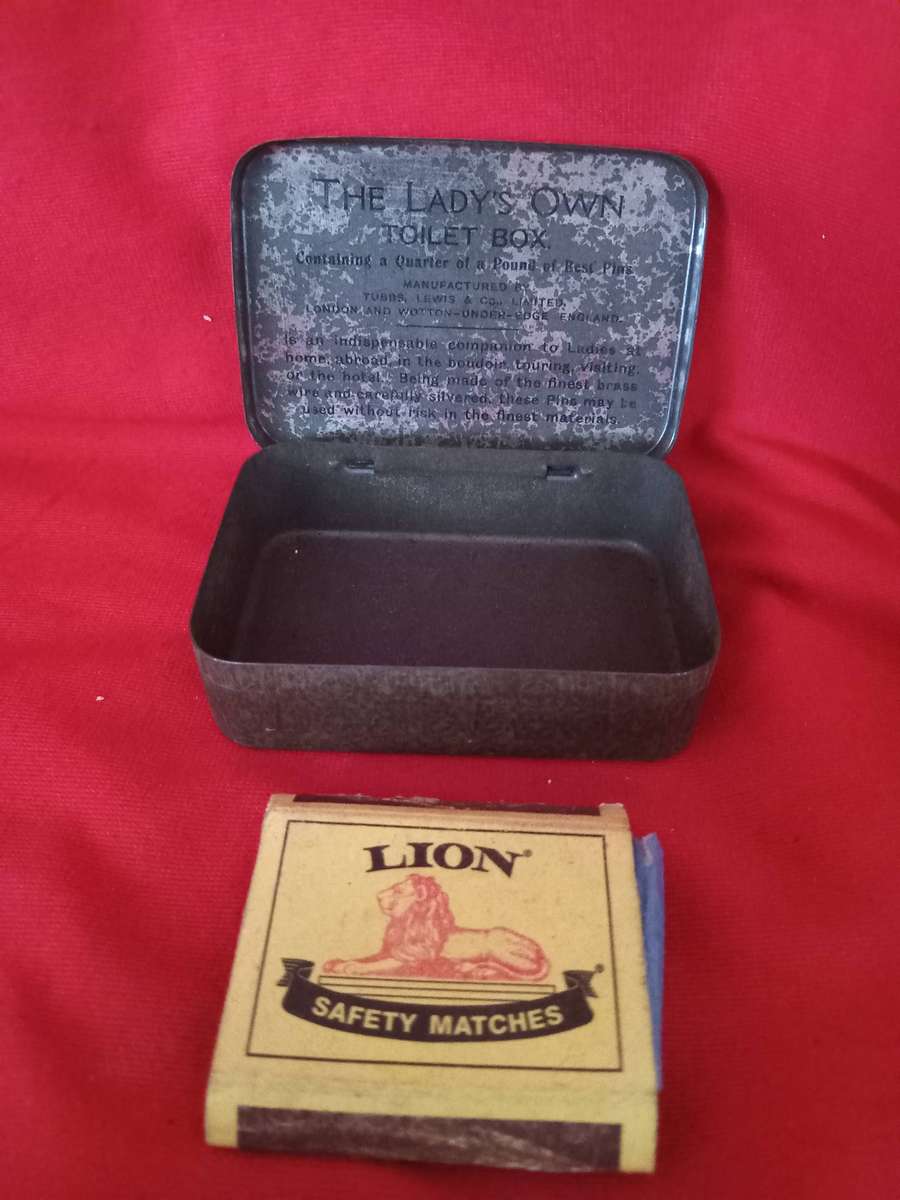 THE LADY'S OWN
TOILET BOX.
Containing a Quarter of a Pound of Best Pins
MANUFACTURED BY
TUBBS, LEWIS & CO., LIMITED,
LONDON AND WOTTON-UNDER-EDGE ENGLAND.
Is an indispensable companion to Ladies at
home, abroad, in the boudoir, touring, visiting,
or the hotel. Being made of the finest brass
wire and carefully silvered, these Pins may be
used without risk in the finest materials.
LION®
®
SAFETY MATCHES